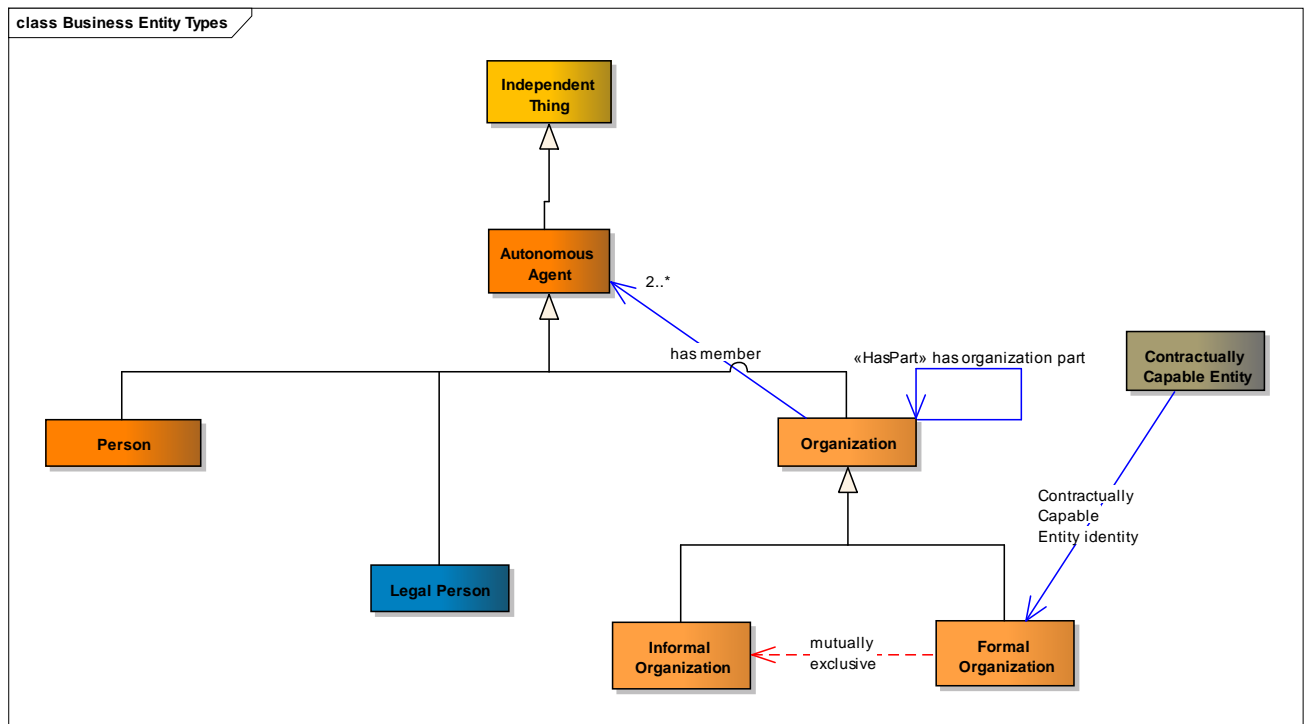 class Business Entity Types
Independent
Thing
Autonomous
Agent
2..*
has member
«HasPart» has organization part
Contractually
Capable Entity
Person
Organization
Contractually
Capable
Entity identity
Legal Person
Informal
Organization
mutually
exclusive
Formal
Organization